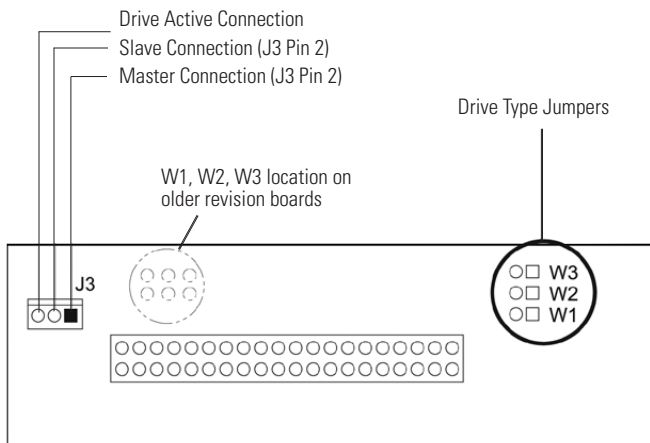 Drive Active Connection
Slave Connection (J3 Pin 2)
Master Connection (J3 Pin 2)
Drive Type Jumpers
W1, W2, W3 location on
older revision boards
J3
W3
W2
W1